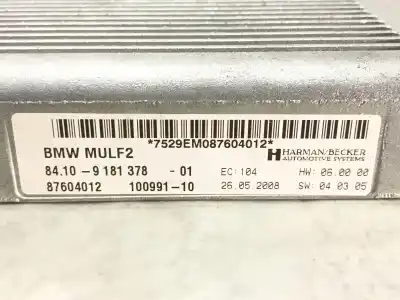 *7529EM087604012*
BMW MULF2
HARMAN/BECKER
AUTOMOTIVE SYSTEMS
84.10-9 181 378 -01
EC: 104
HW: 06.00.00
87604012
100991-10
26.05.2008
SW: 04.03.05